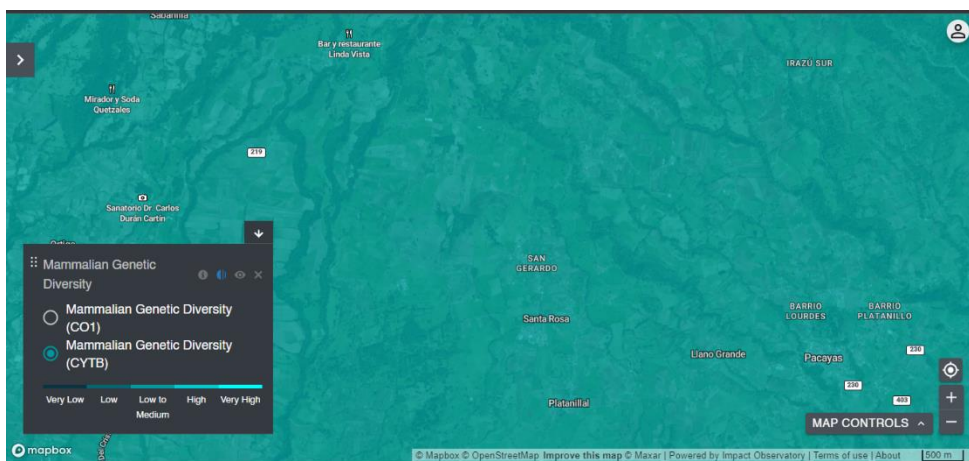 Sabanilla
Bar y restaurante
Linda Vista
IRAZÚ SUR
Mirador y Soda
Quetzales
219
Sanatorio Dr. Carlos
Durán Cartín
Mammalian Genetic
Diversity
Mammalian Genetic Diversity
(CO1)
Mammalian Genetic Diversity
(CYTB)
Very Low
Low
Low to
Medium
High
Very High
SAN
GERARDO
Santa Rosa
BARRIO
LOURDES
BARRIO
PLATANILLO
Llano Grande
Pacayas
230
230
403
Platanillal
MAP CONTROLS
mapbox
© Mapbox © OpenStreetMap Improve this map © Maxar | Powered by Impact Observatory | Terms of use | About
500 m